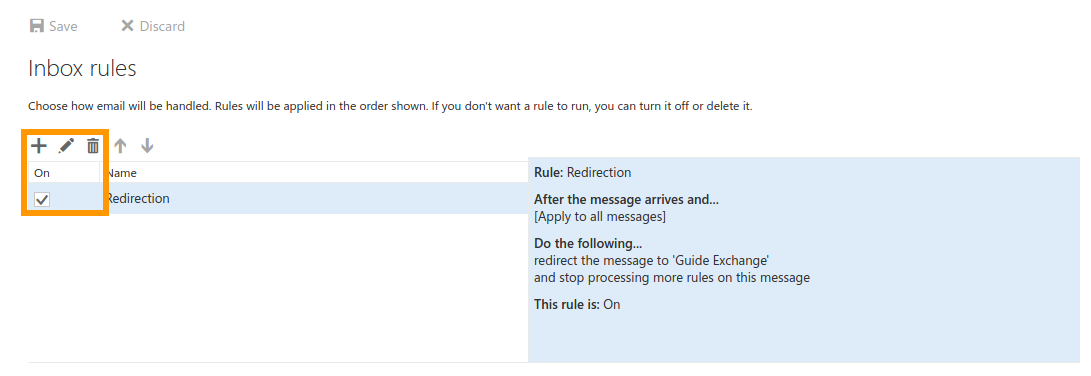 Save
Discard
Inbox rules
Choose how email will be handled. Rules will be applied in the order shown. If you don't want a rule to run, you can turn it off or delete it.
On
Name
Redirection
Rule: Redirection
After the message arrives and...
[Apply to all messages]
Do the following...
redirect the message to 'Guide Exchange'
and stop processing more rules on this message
This rule is: On